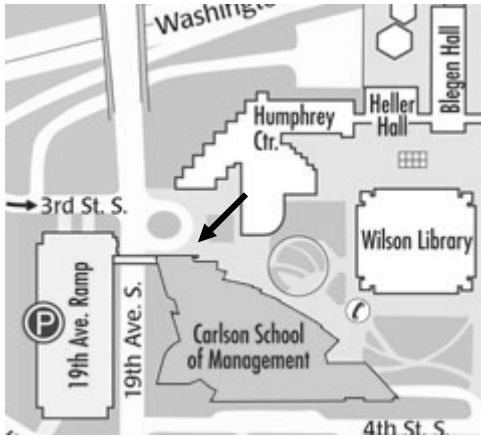 Washington
Blegen Hall
Heller
Hall
Humphrey
Ctr.
3rd St. S.
Wilson Library
P
19th Ave. Ramp
19th Ave. S.
Carlson School
of Management
4th St. S.